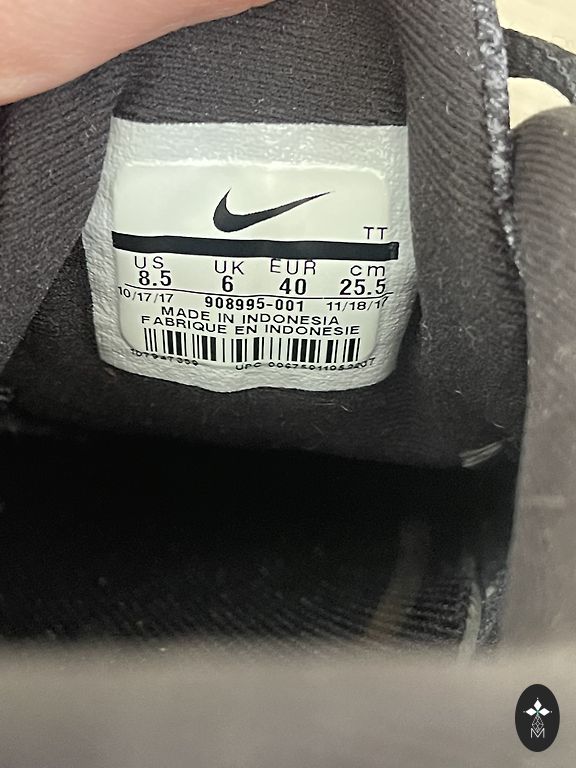 TT
US UK EUR cm
8.5 6 40 25.5
10/17/17 908995-001 11/18/17
MADE IN INDONESIA
FABRIQUE EN INDONESIE
UPC
M